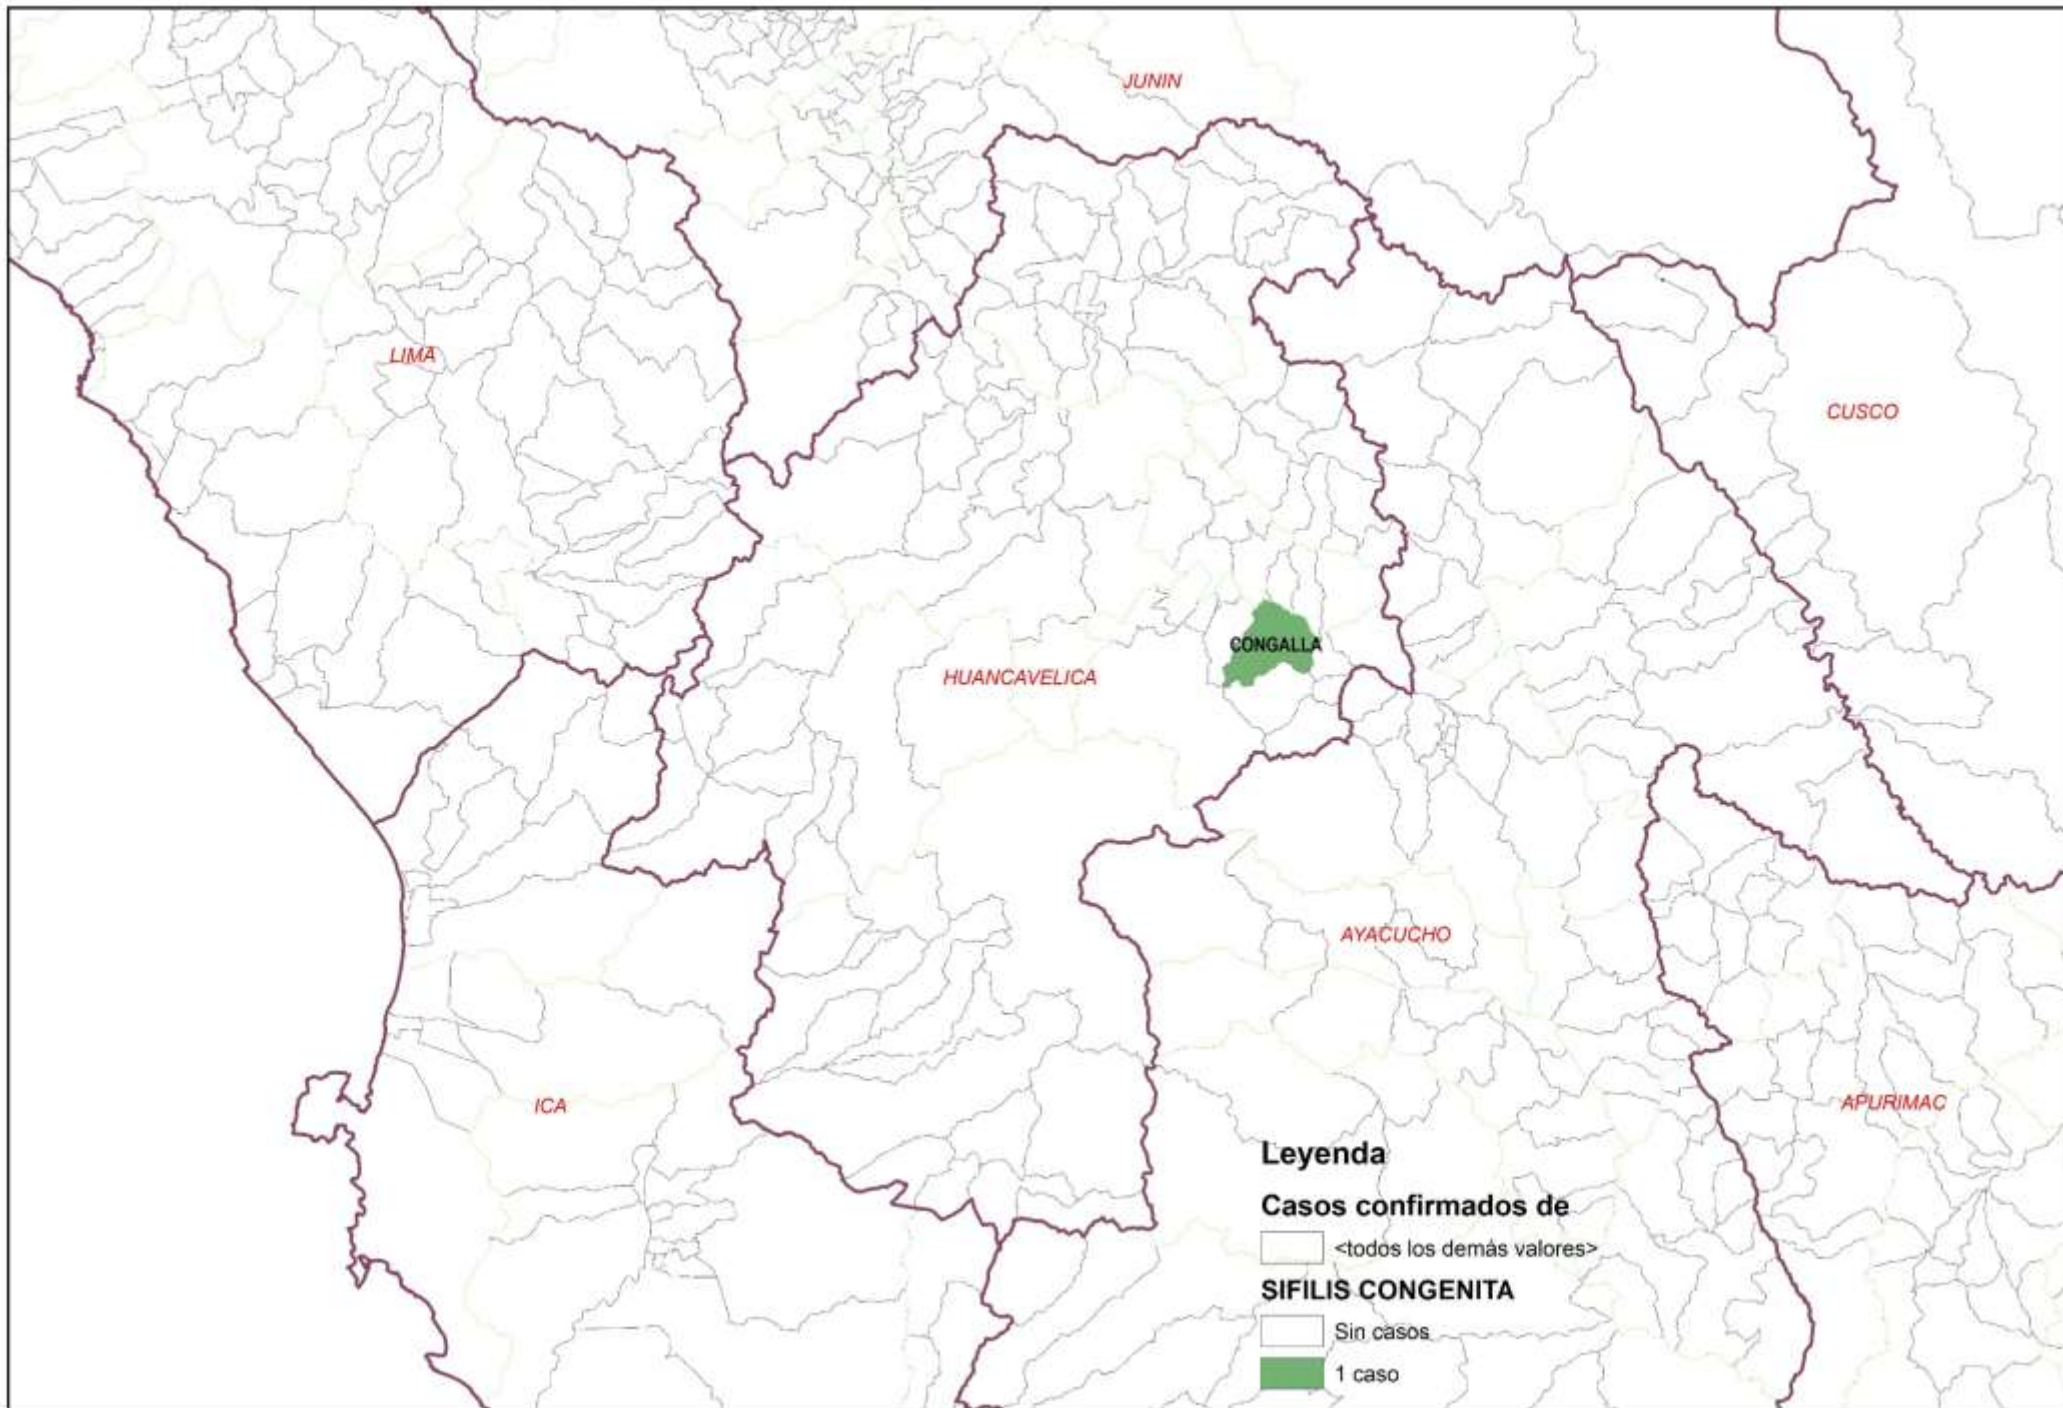 JUNIN
LIMA
CUSCO
CONGALLA
HUANCAVELICA
AYACUCHO
ICA
APURIMAC
Leyenda
Casos confirmados de
<todos los demás valores>
SIFILIS CONGENITA
Sin casos
1 caso